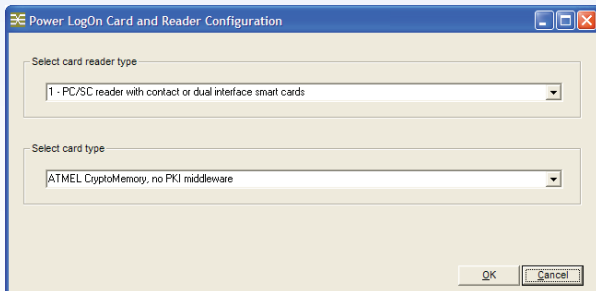 Power LogOn Card and Reader Configuration
Select card reader type
1 - PC/SC reader with contact or dual interface smart cards
Select card type
ATMEL CryptoMemory, no PKI middleware
OK Cancel